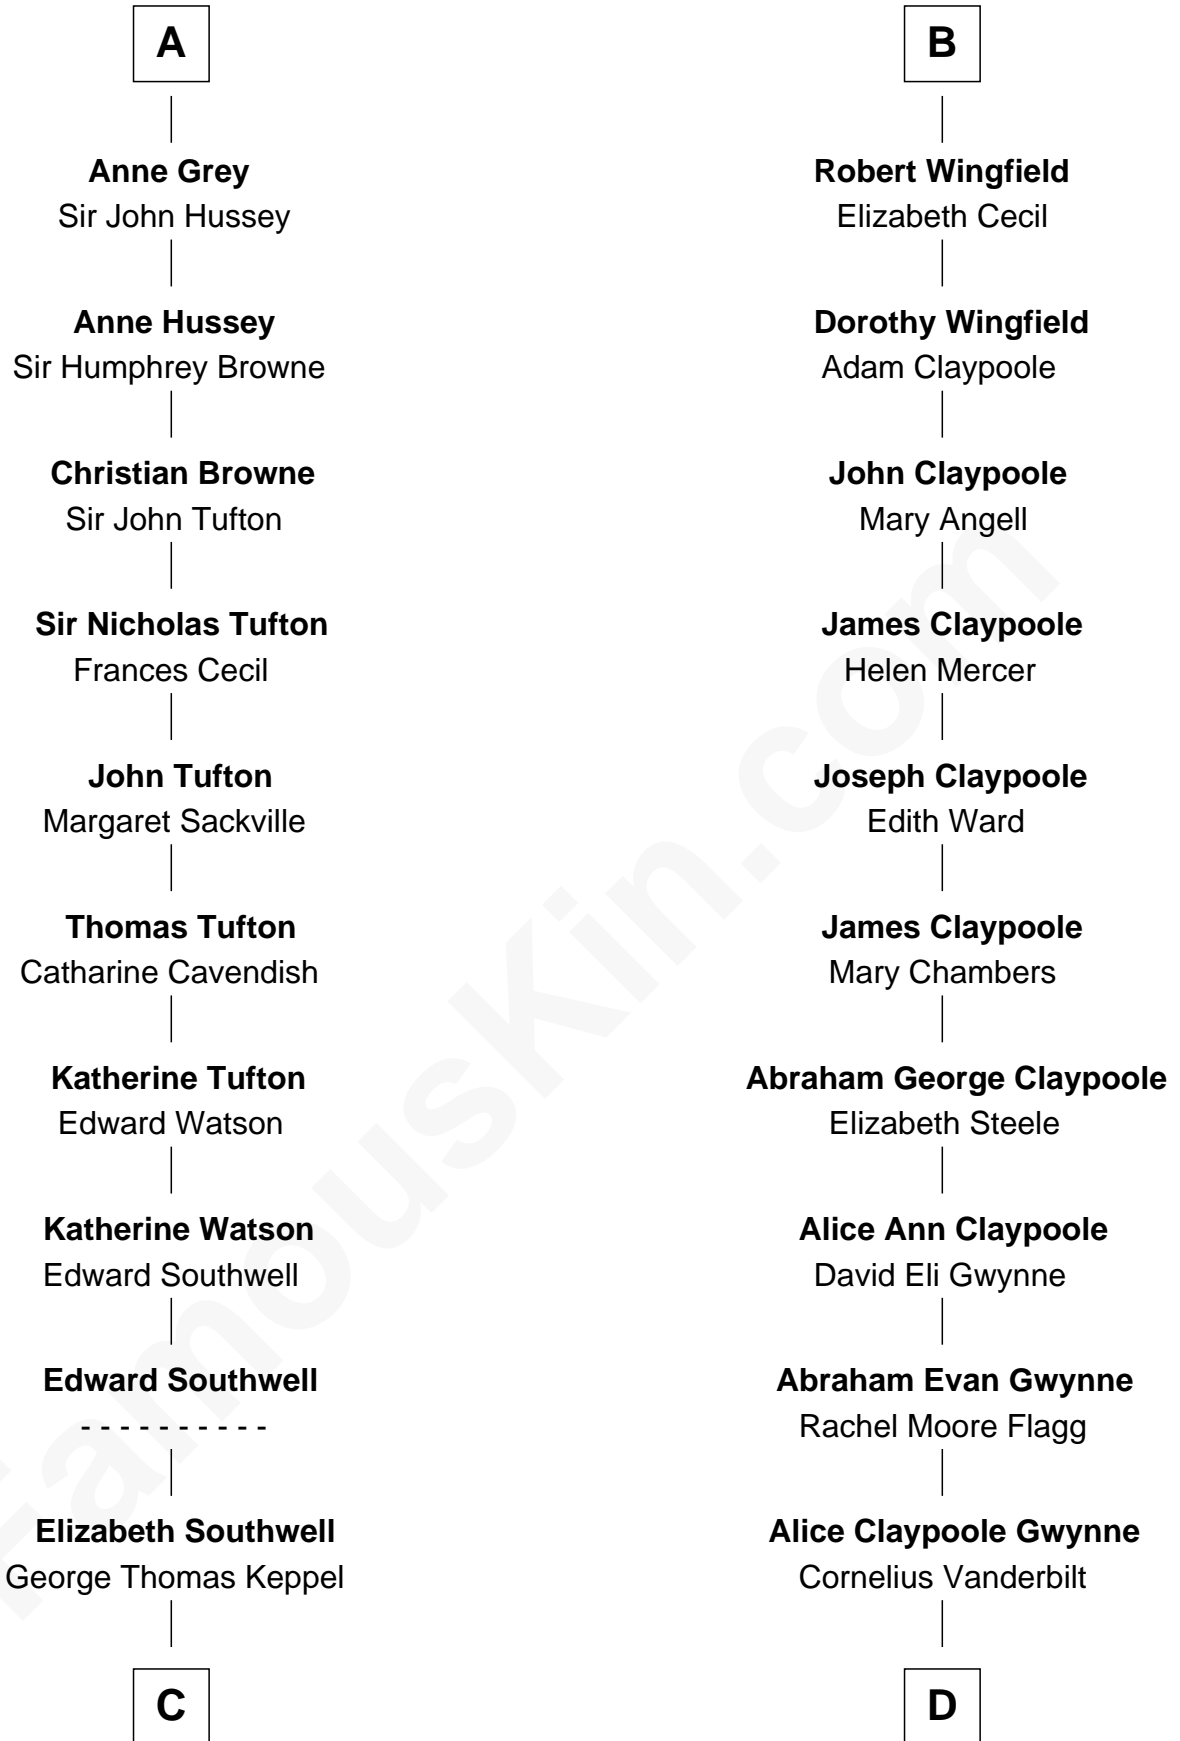 A
Anne Grey
Sir John Hussey
Anne Hussey
Sir Humphrey Browne
Christian Browne
Sir John Tufton
Sir Nicholas Tufton
Frances Cecil
John Tufton
Margaret Sackville
Thomas Tufton
Catharine Cavendish
Katherine Tufton
Edward Watson
Katherine Watson
Edward Southwell
Edward Southwell
- - - - - - - - - -
Elizabeth Southwell
George Thomas Keppel
C
B
Robert Wingfield
Elizabeth Cecil
Dorothy Wingfield
Adam Claypoole
John Claypoole
Mary Angell
James Claypoole
Helen Mercer
Joseph Claypoole
Edith Ward
James Claypoole
Mary Chambers
Abraham George Claypoole
Elizabeth Steele
Alice Ann Claypoole
David Eli Gwynne
Abraham Evan Gwynne
Rachel Moore Flagg
Alice Claypoole Gwynne
Cornelius Vanderbilt
D
FamousKin.com